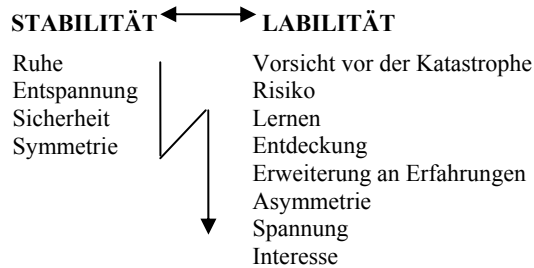 STABILITÄT LABILITÄT
Ruhe Vorsicht vor der Katastrophe
Entspannung Risiko
Sicherheit Lernen
Symmetrie Entdeckung
Erweiterung an Erfahrungen
Asymmetrie
Spannung
Interesse